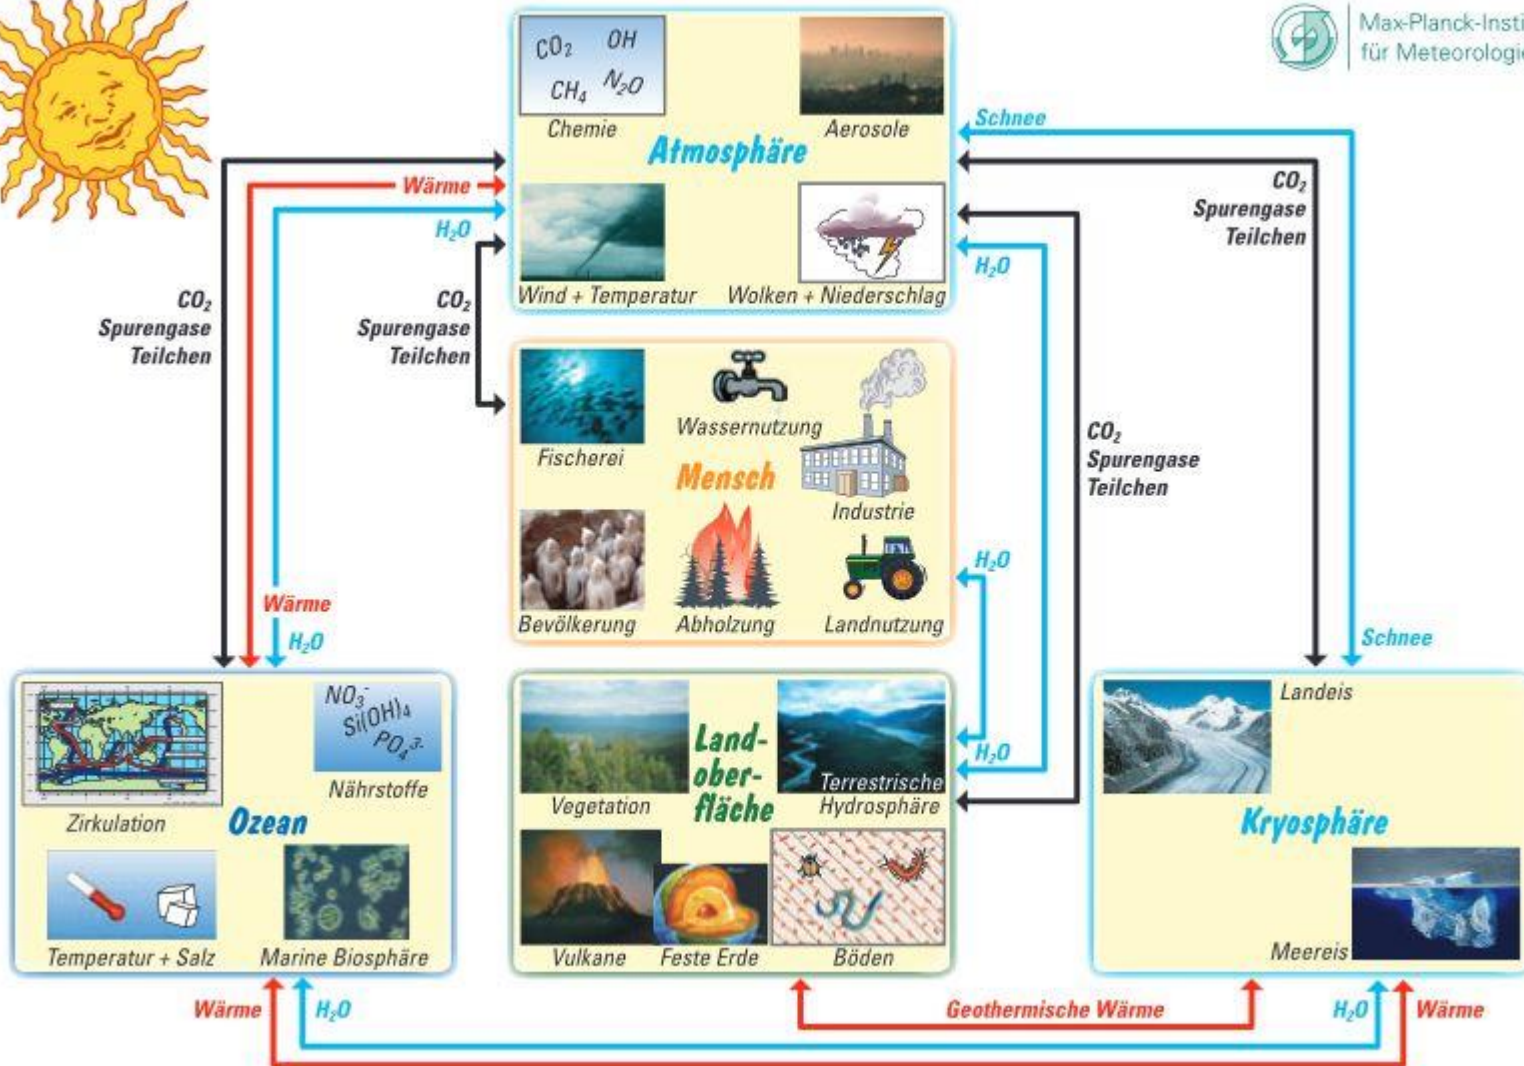 Max-Planck-Insti
für Meteorologie
CO₂ OH
CH₄ N₂O
Chemie
Aerosole
Atmosphäre
Wind + Temperatur
Wolken + Niederschlag
Schnee
Wärme
H₂O
CO₂
Spurengase
Teilchen
H₂O
CO₂
Spurengase
Teilchen
CO₂
Spurengase
Teilchen
Fischerei
Wassernutzung
Mensch
Industrie
Bevölkerung
Abholzung
Landnutzung
CO₂
Spurengase
Teilchen
H₂O
Wärme
H₂O
Schnee
NO₃⁻
Si(OH)₄
PO₄³⁻
Nährstoffe
Zirkulation
Ozean
Temperatur + Salz
Marine Biosphäre
Land-
ober-
fläche
Vegetation
Terrestrische
Hydrosphäre
Vulkane
Feste Erde
Böden
H₂O
Landeis
Kryosphäre
Meereis
Wärme
H₂O
Geothermische Wärme
H₂O
Wärme